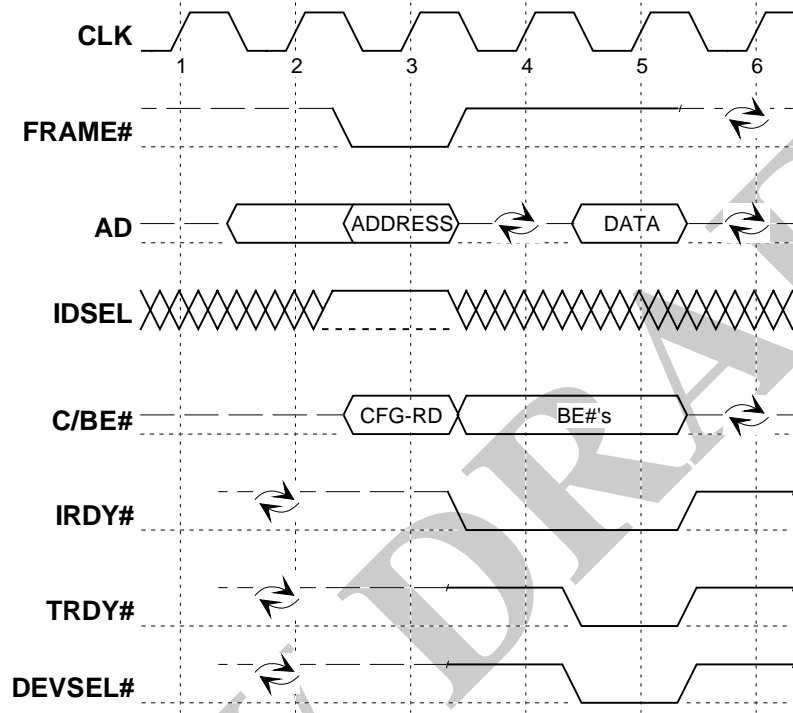 CLK
1 2 3 4 5 6
FRAME#
AD ADDRESS DATA
IDSEL
C/BE# CFG-RD BE#'s
IRDY#
TRDY#
DEVSEL#
DRA